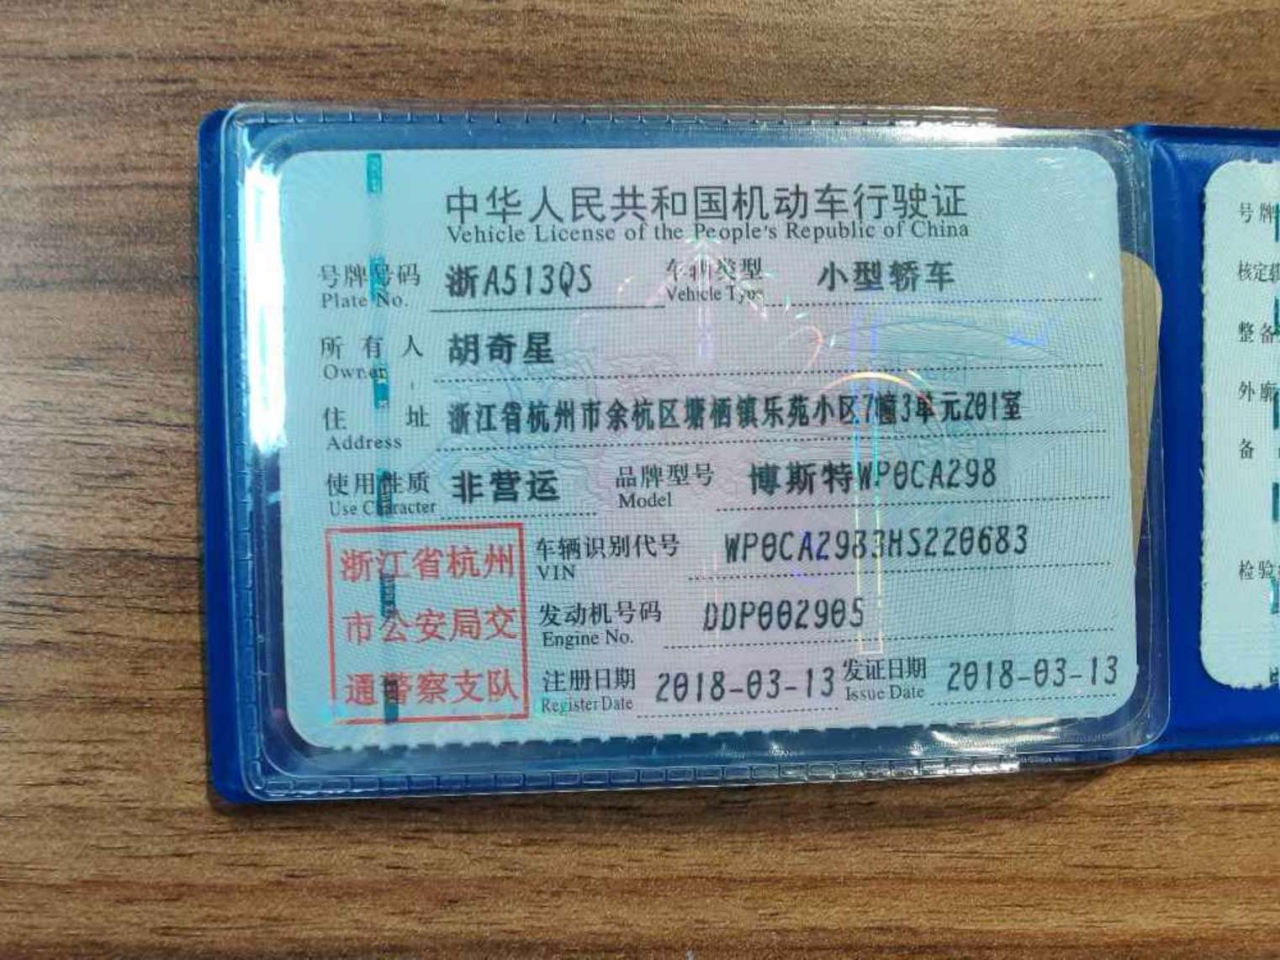 中华人民共和国机动车行驶证
Vehicle License of the People's Republic of China
号牌号码 浙A513QS 车辆类型 小型轿车
Plate No. Vehicle Type
所有人 胡奇星
Owner
住址 浙江省杭州市余杭区塘栖镇乐苑小区7幢3单元201室
Address
使用性质 非营运 品牌型号 博斯特WP0CA298
Use Character Model
浙江省杭州
市公安局交
通警察支队
车辆识别代号 WP0CA2983HS220683
VIN
发动机号码 DDP002905
Engine No.
注册日期 2018-03-13 发证日期 2018-03-13
Register Date Issue Date
号牌
核定载
整备
外廓
备
检验